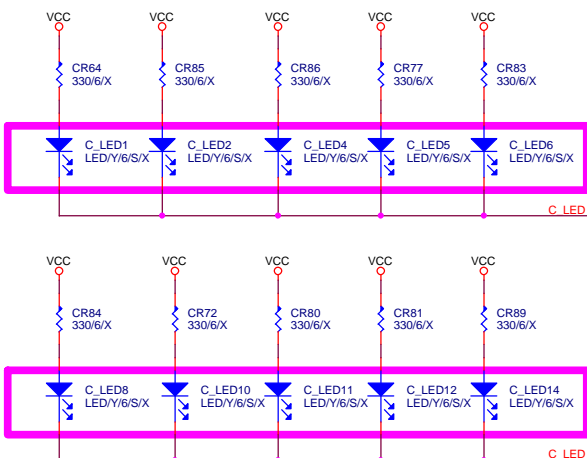 VCC VCC VCC VCC VCC
CR64 CR85 CR86 CR77 CR83
330/6/X 330/6/X 330/6/X 330/6/X 330/6/X
C_LED1 C_LED2 C_LED4 C_LED5 C_LED6
LED/Y/6/S/X LED/Y/6/S/X LED/Y/6/S/X LED/Y/6/S/X LED/Y/6/S/X
C_LED
VCC VCC VCC VCC VCC
CR84 CR72 CR80 CR81 CR89
330/6/X 330/6/X 330/6/X 330/6/X 330/6/X
C_LED8 C_LED10 C_LED11 C_LED12 C_LED14
LED/Y/6/S/X LED/Y/6/S/X LED/Y/6/S/X LED/Y/6/S/X LED/Y/6/S/X
C_LED